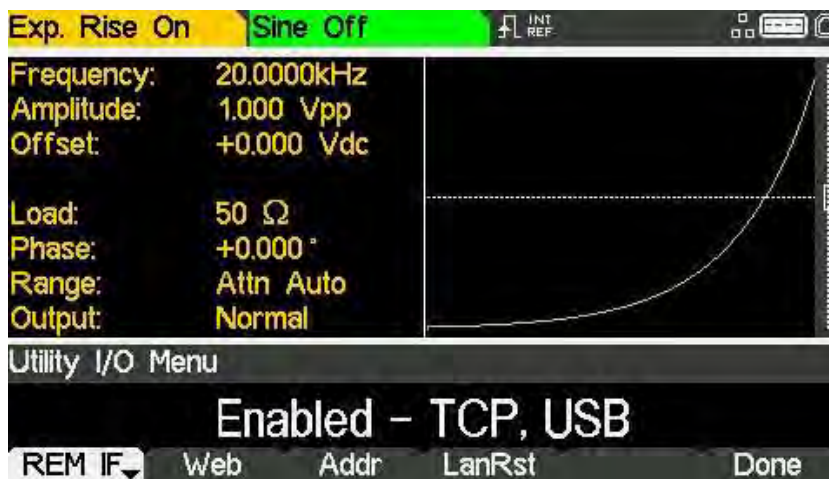 Exp. Rise On Sine Off INT REF
Frequency: 20.0000kHz
Amplitude: 1.000 Vpp
Offset: +0.000 Vdc
Load: 50 Ω
Phase: +0.000 °
Range: Attn Auto
Output: Normal
Utility I/O Menu
Enabled - TCP, USB
REM IF Web Addr LanRst Done